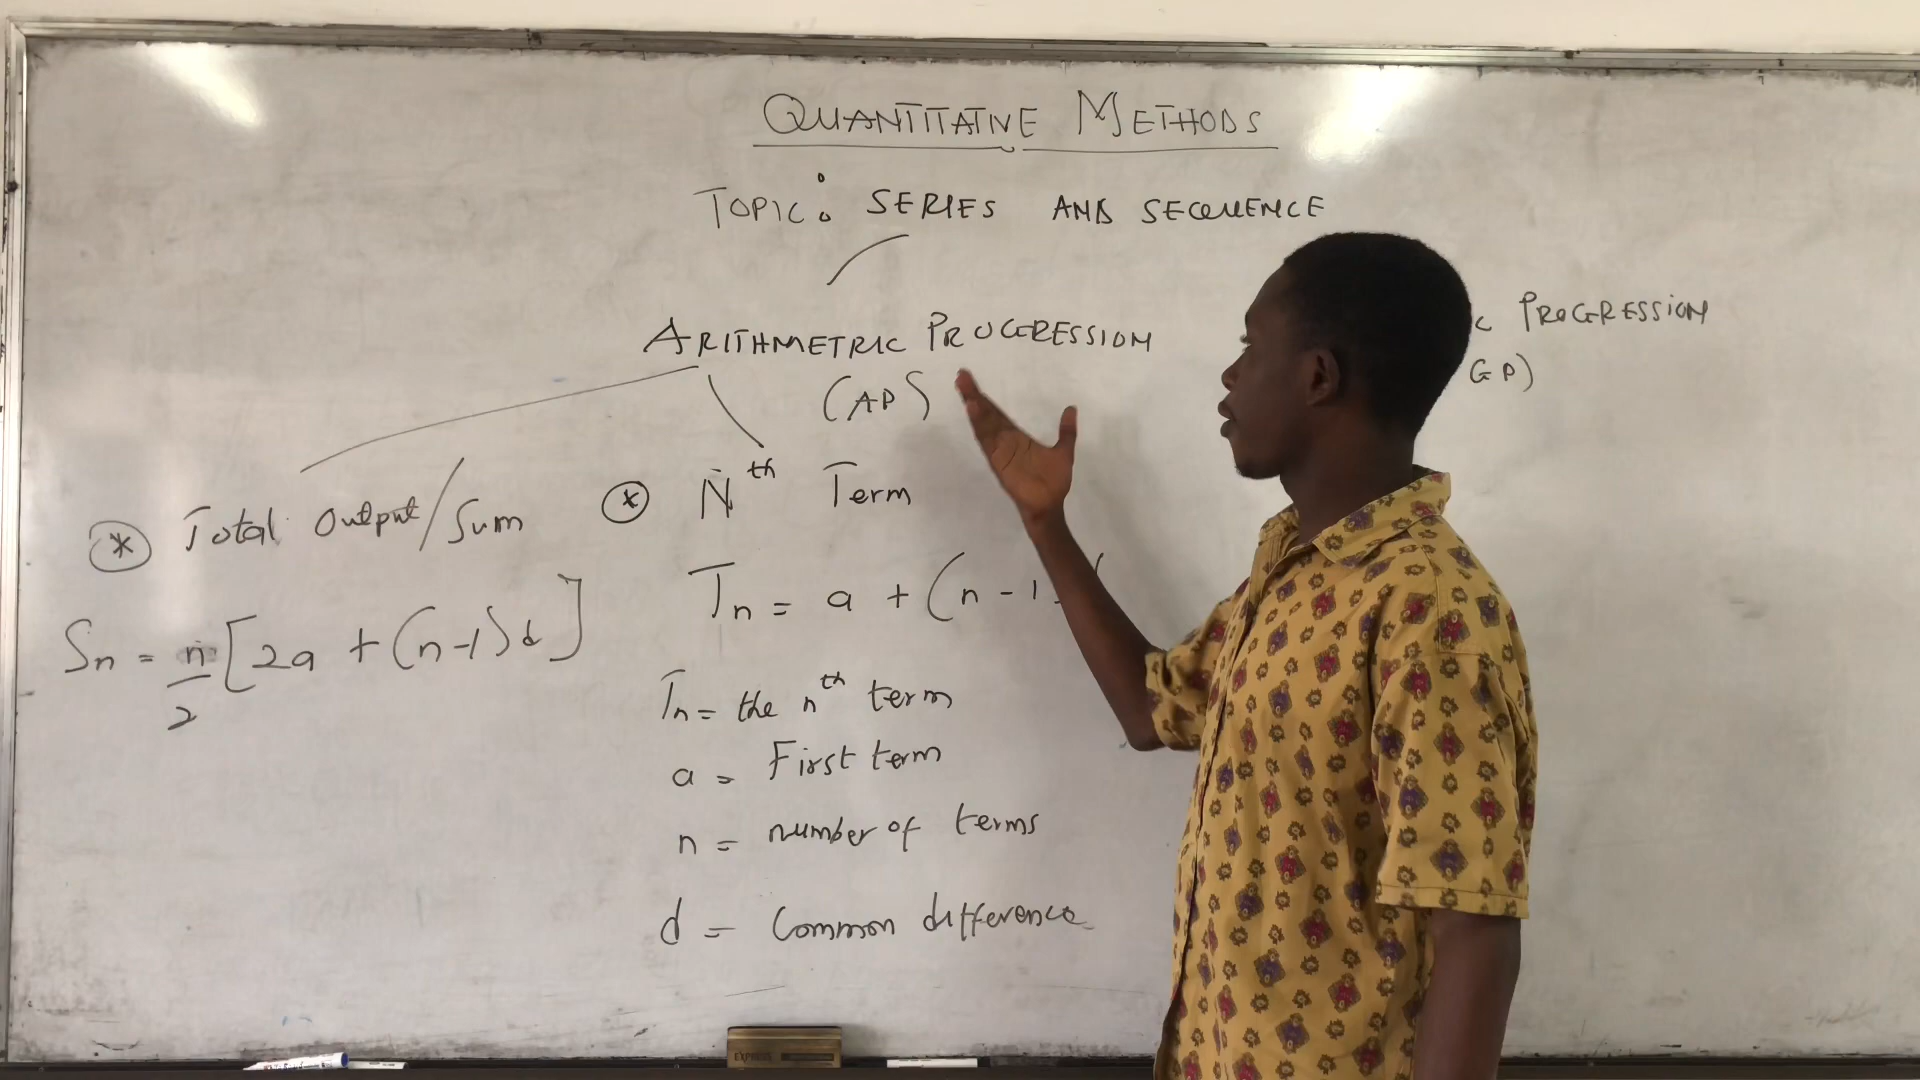 QUANTITATIVE METHODS
TOPIC: SERIES AND SEQUENCE
ARITHMETRIC PROGRESSION
(AP)
C PROGRESSION
GP)
* Total Output/Sum
Sn = n/2 [2a + (n-1)d]
* Nth Term
Tn = a + (n-1)
Tn = the nth term
a = First term
n = number of terms
d = Common difference
EXPRESS